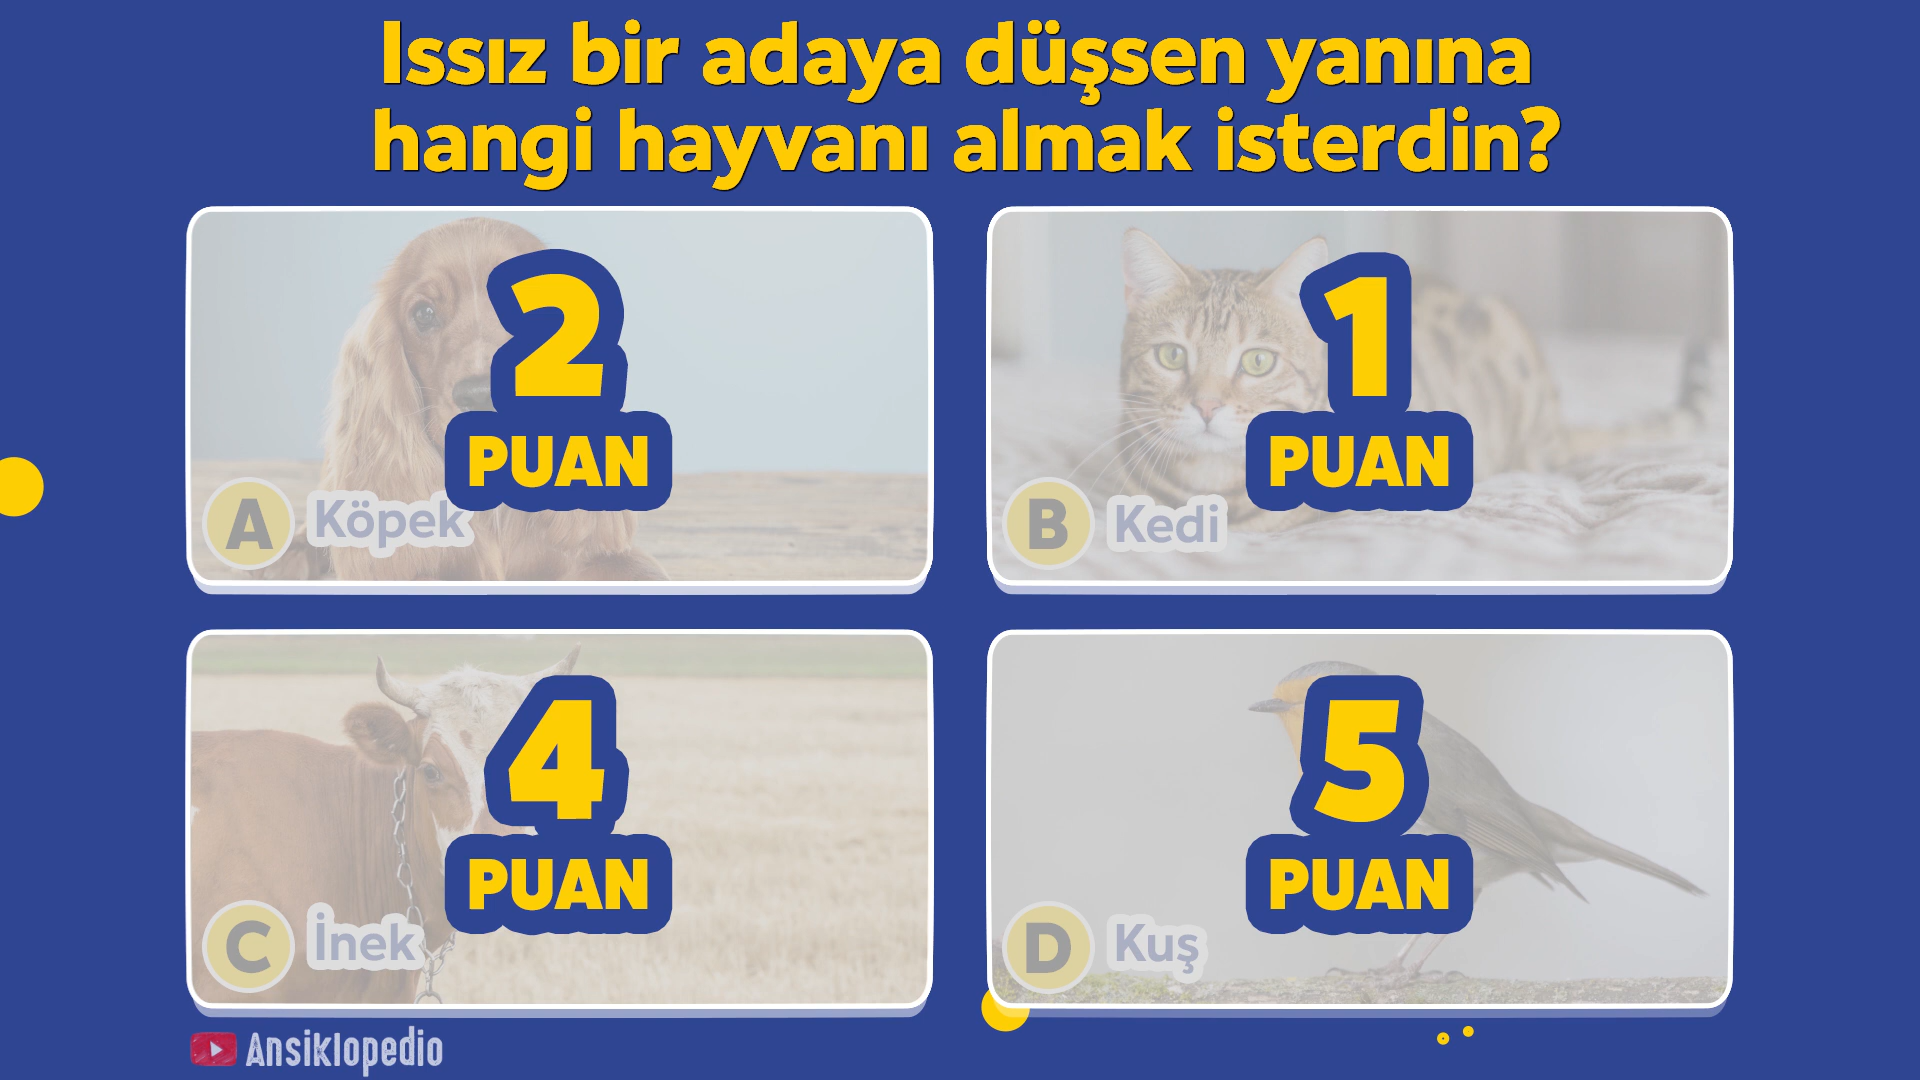 Issız bir adaya düşsen yanına
hangi hayvanı almak isterdin?
2
PUAN
A Köpek
1
PUAN
B Kedi
4
PUAN
C İnek
5
PUAN
D Kuş
Ansiklopedio